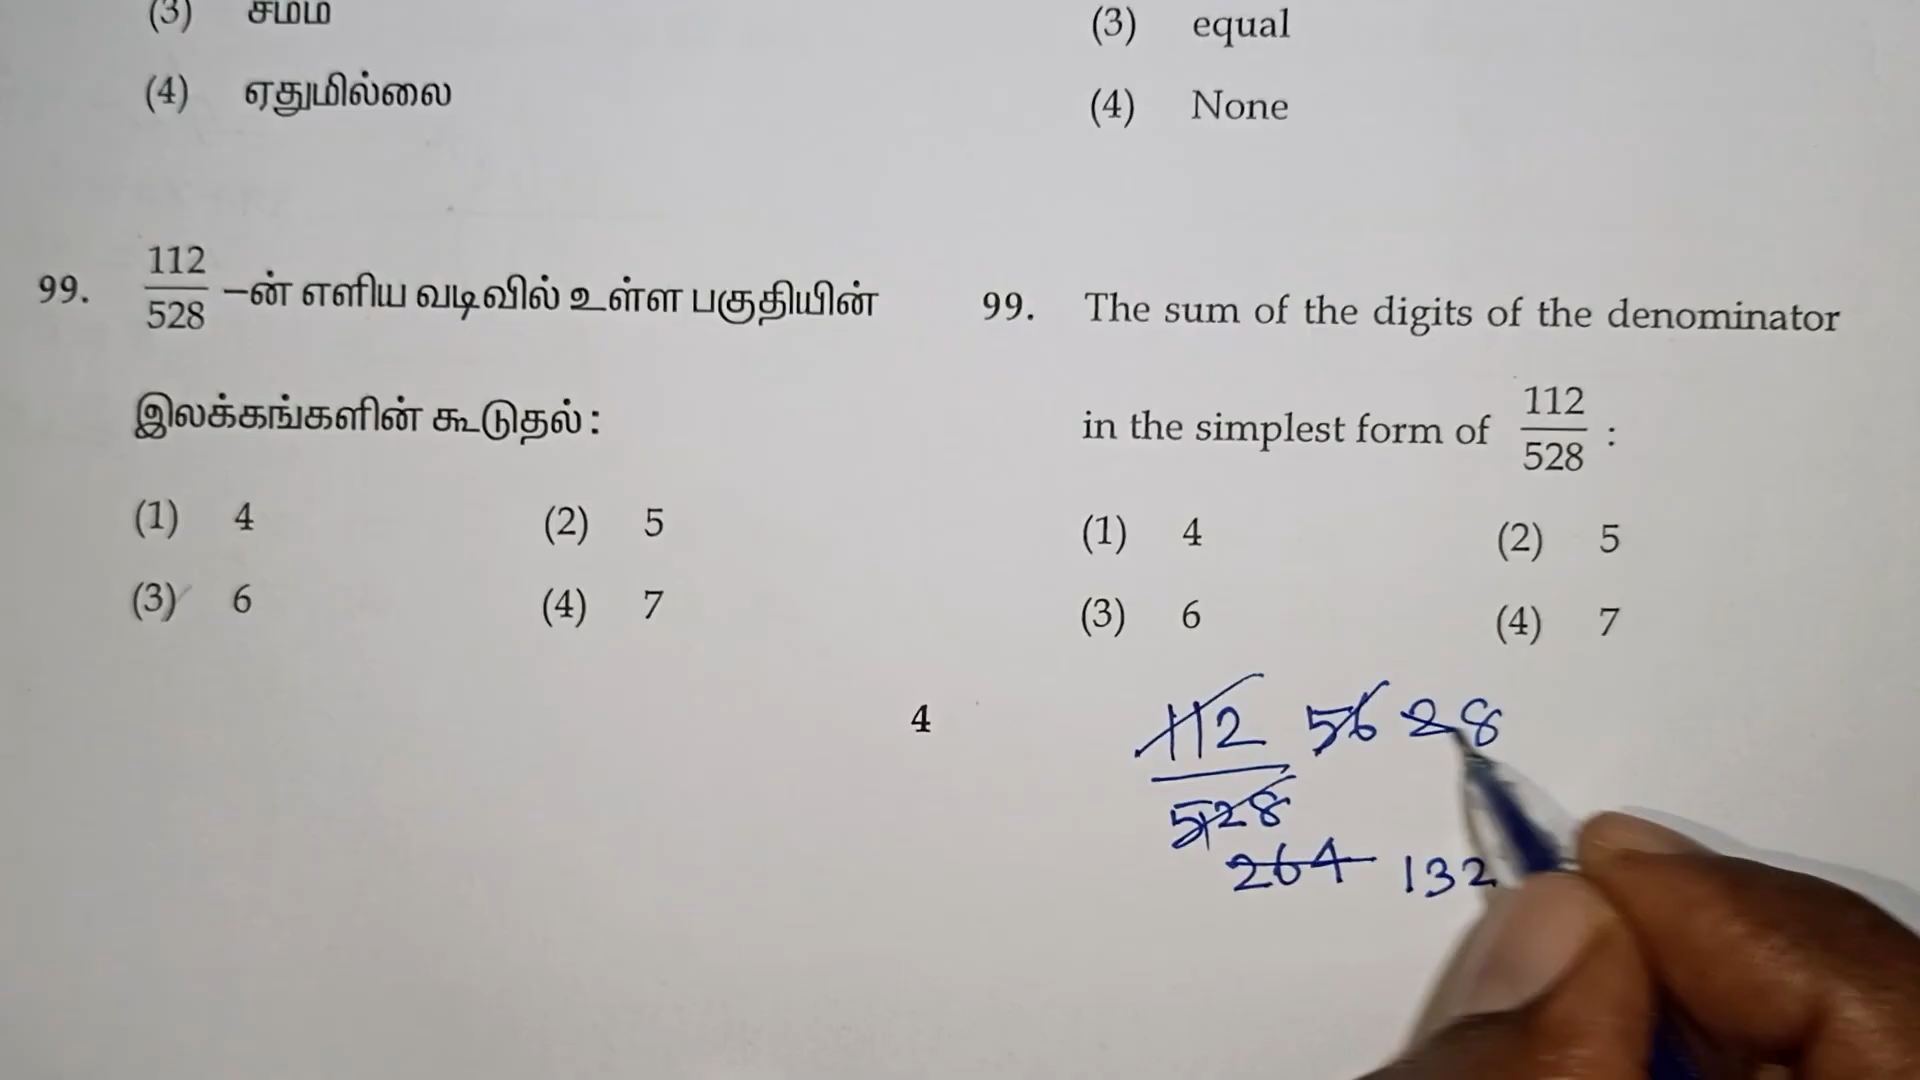 (3) சமம்
(4) ஏதுமில்லை
99. 112/528 –ன் எளிய வடிவில் உள்ள பகுதியின்
இலக்கங்களின் கூடுதல் :
(1) 4 (2) 5
(3) 6 (4) 7
(3) equal
(4) None
99. The sum of the digits of the denominator
in the simplest form of 112/528 :
(1) 4 (2) 5
(3) 6 (4) 7
4
112 56 28
528
264 132